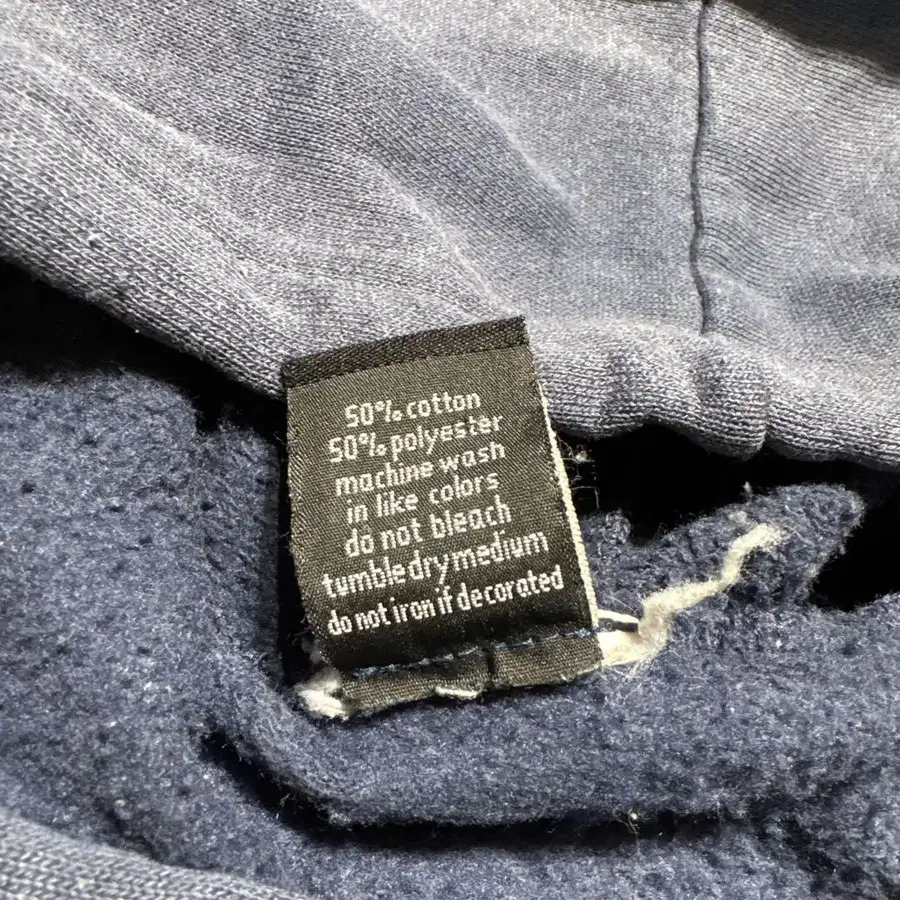 50% cotton
50% polyester
machine wash
in like colors
do not bleach
tumble dry medium
do not iron if decorated